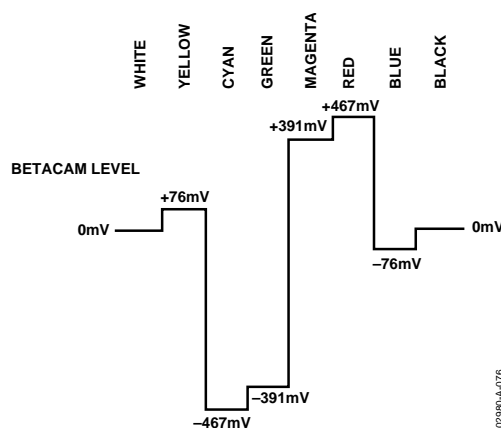 WHITE
YELLOW
CYAN
GREEN
MAGENTA
RED
BLUE
BLACK
+467mV
+391mV
BETACAM LEVEL
+76mV
0mV
0mV
–76mV
–391mV
–467mV
02980-A-076